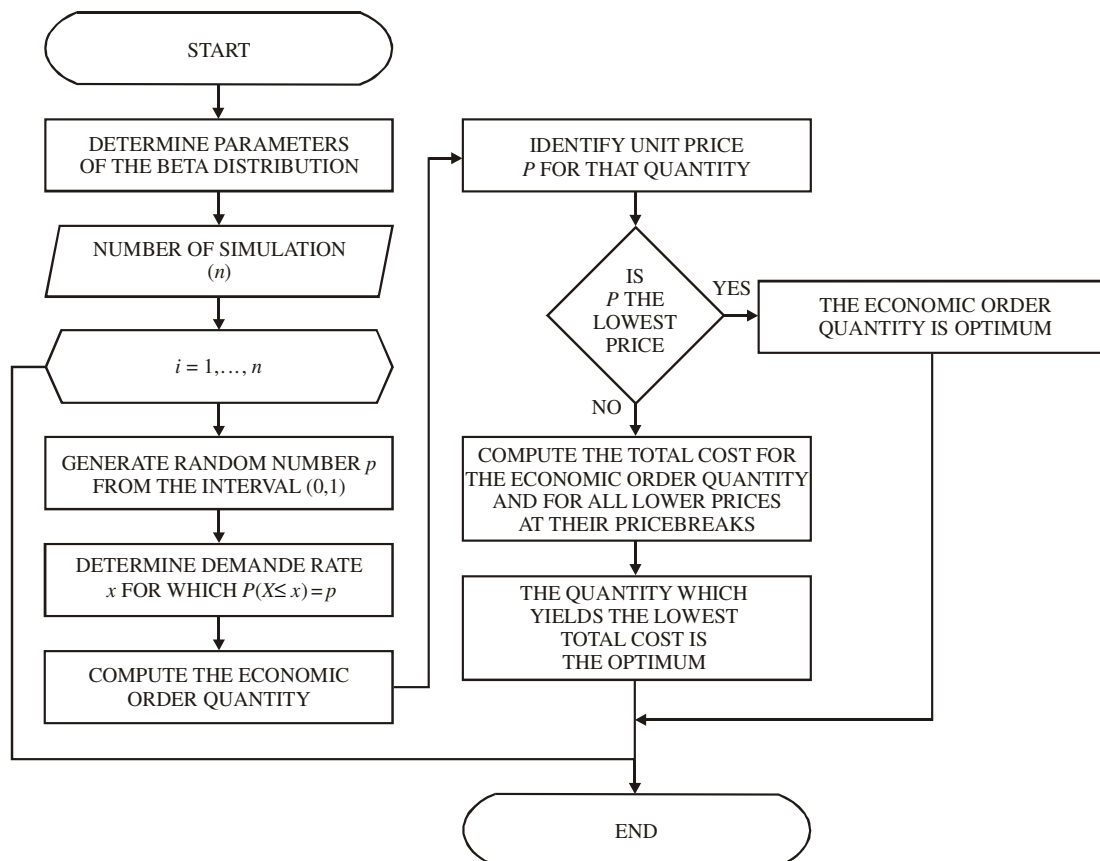 START
DETERMINE PARAMETERS
OF THE BETA DISTRIBUTION
NUMBER OF SIMULATION
(n)
i = 1,..., n
GENERATE RANDOM NUMBER p
FROM THE INTERVAL (0,1)
DETERMINE DEMANDE RATE
x FOR WHICH P(X≤ x) = p
COMPUTE THE ECONOMIC
ORDER QUANTITY
IDENTIFY UNIT PRICE
P FOR THAT QUANTITY
IS
P THE
LOWEST
PRICE
YES
THE ECONOMIC ORDER
QUANTITY IS OPTIMUM
NO
COMPUTE THE TOTAL COST FOR
THE ECONOMIC ORDER QUANTITY
AND FOR ALL LOWER PRICES
AT THEIR PRICEBREAKS
THE QUANTITY WHICH
YIELDS THE LOWEST
TOTAL COST IS
THE OPTIMUM
END